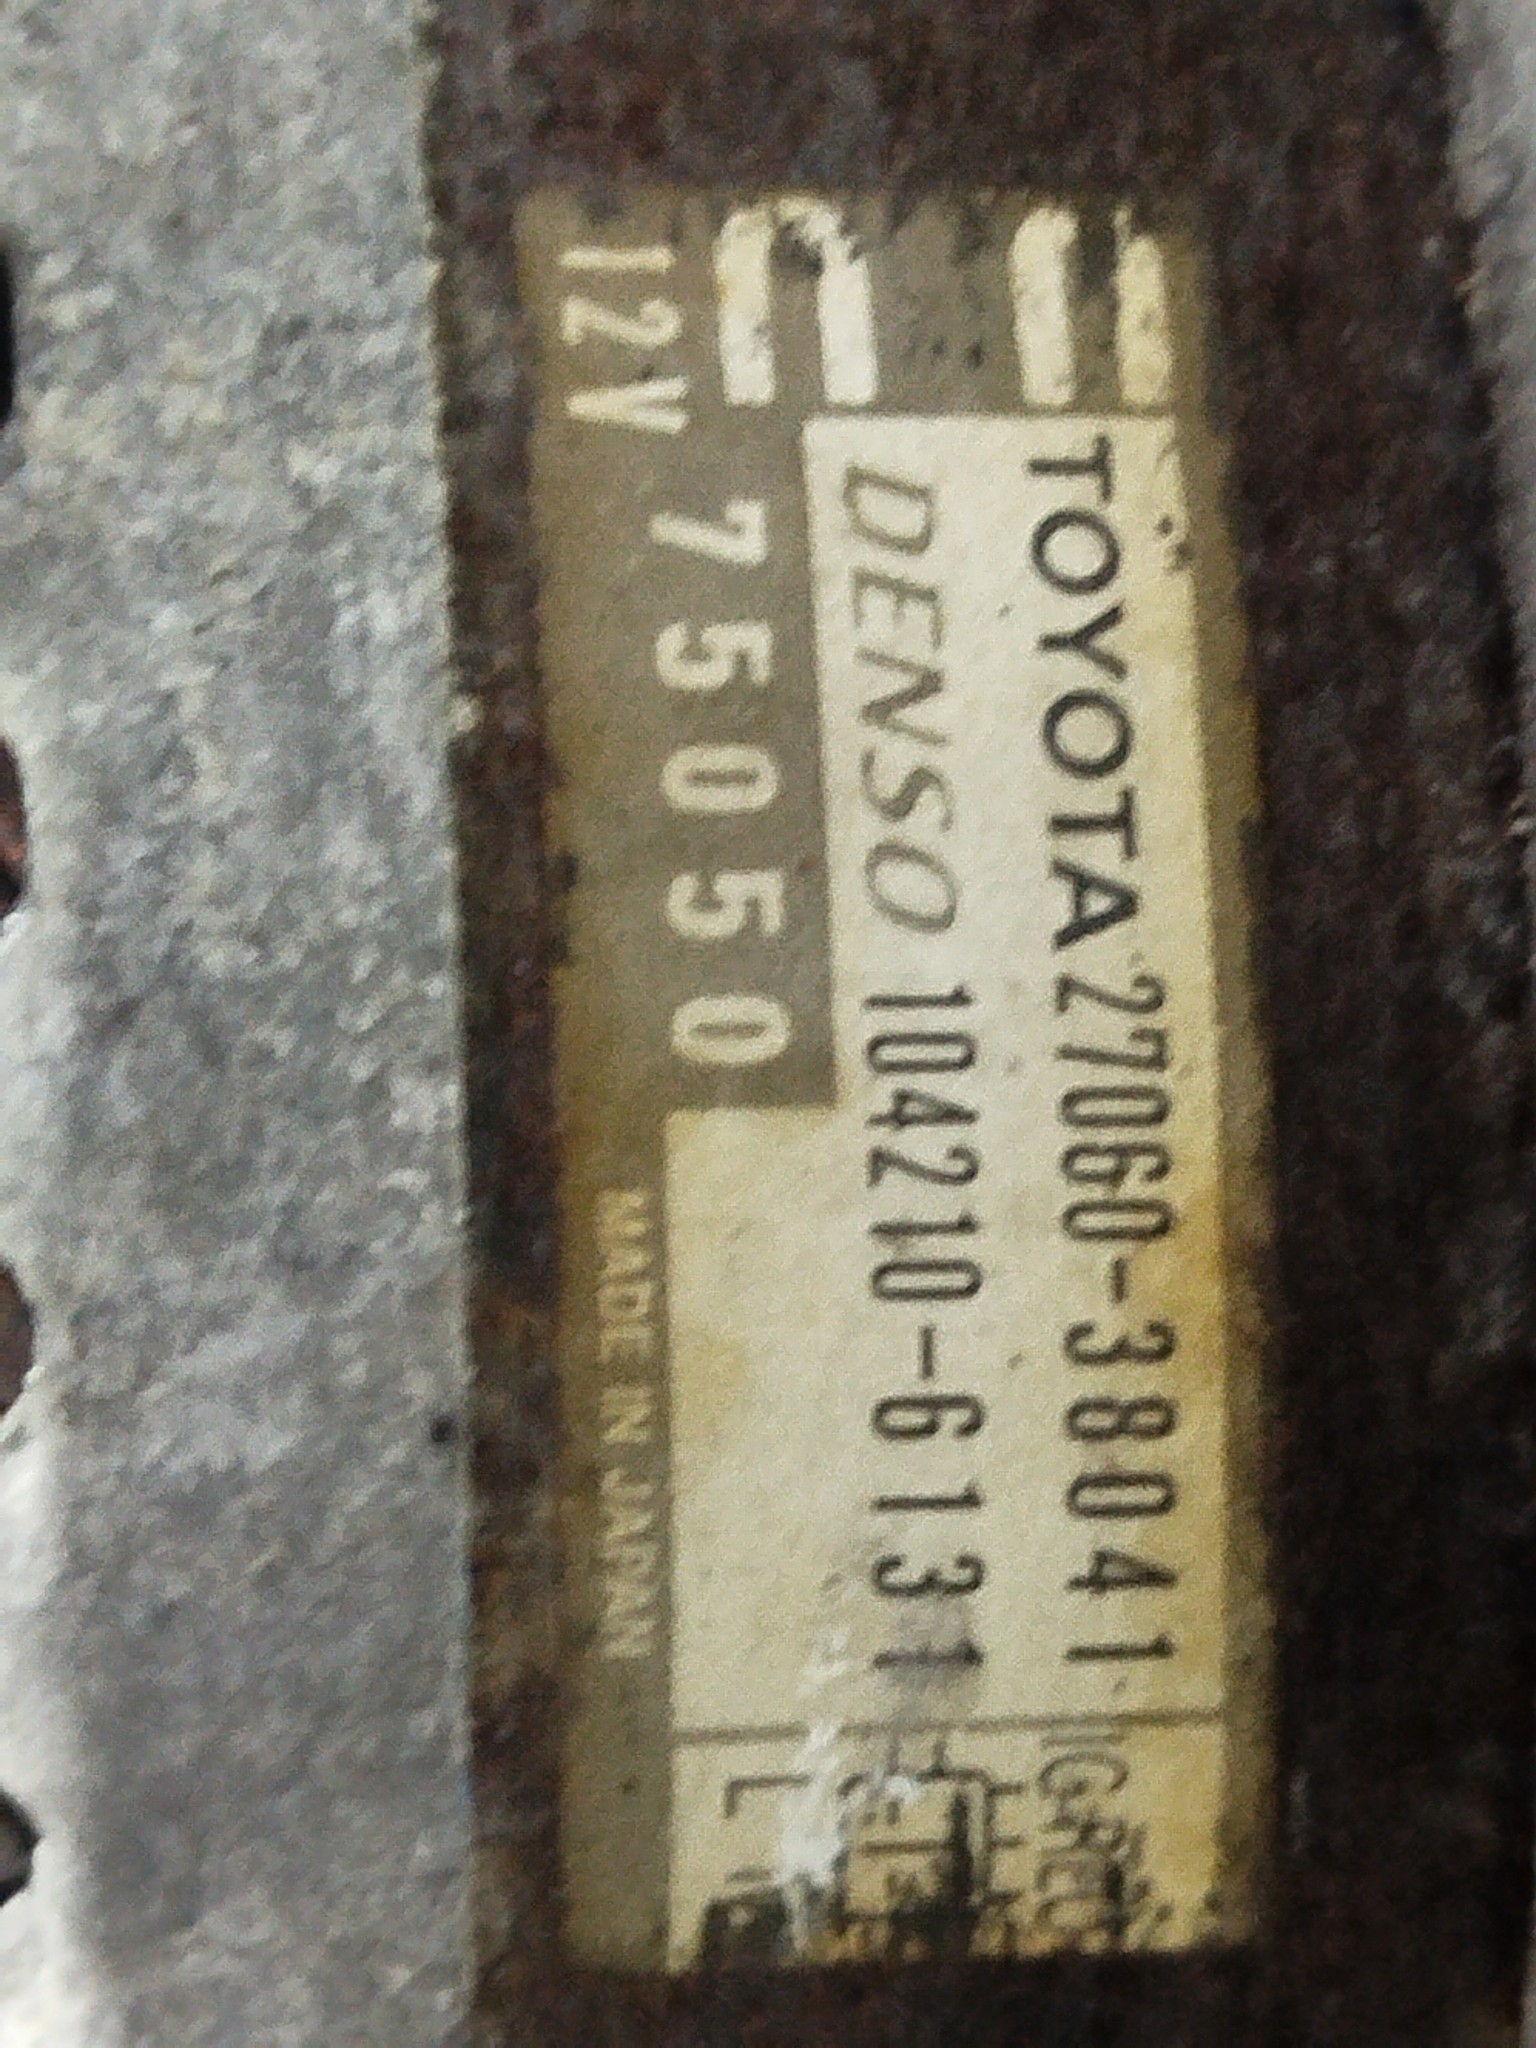 TOYOTA 27060-38041
DENSO 104210-6131
75050
12V
MADE IN JAPAN
L